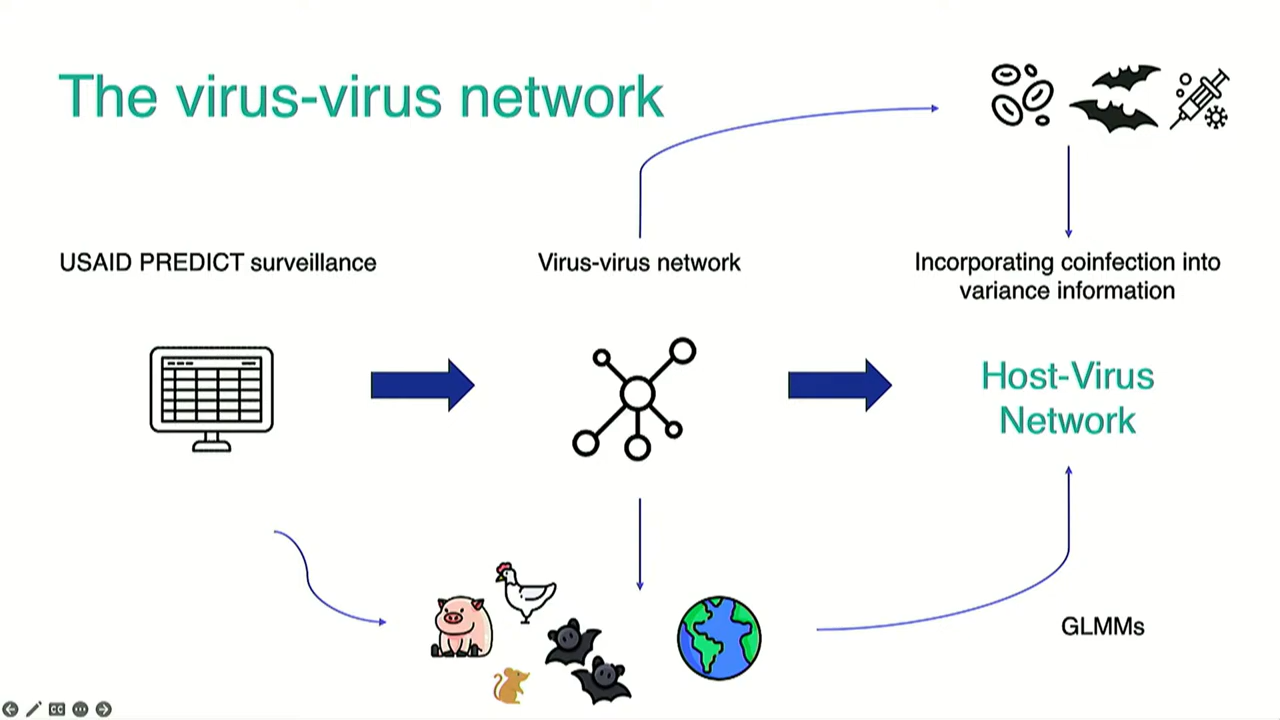 The virus-virus network
USAID PREDICT surveillance
Virus-virus network
Incorporating coinfection into
variance information
Host-Virus
Network
GLMMs
CC